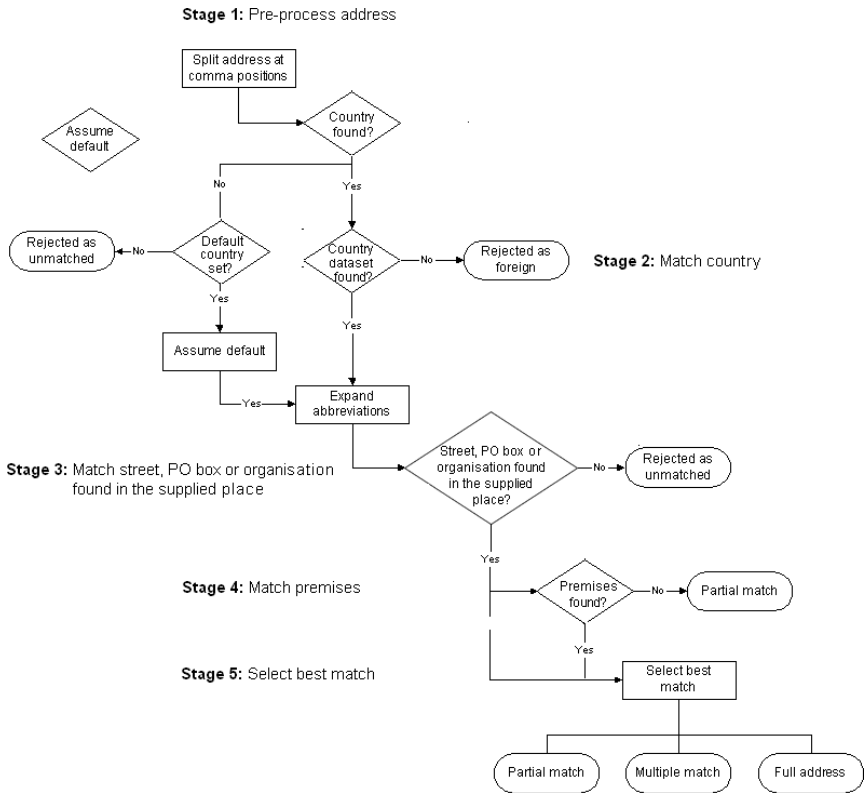 Stage 1: Pre-process address
Split address at
comma positions
Country
found?
Assume
default
No
Yes
Rejected as
unmatched
No
Default
country
set?
Country
dataset
found?
No
Rejected as
foreign
Stage 2: Match country
Yes
Yes
Assume default
Yes
Expand
abbreviations
Stage 3: Match street, PO box or organisation
found in the supplied place
Street, PO box or
organisation found
in the supplied
place?
No
Rejected as
unmatched
Yes
Stage 4: Match premises
Premises
found?
No
Partial match
Yes
Stage 5: Select best match
Select best
match
Partial match
Multiple match
Full address